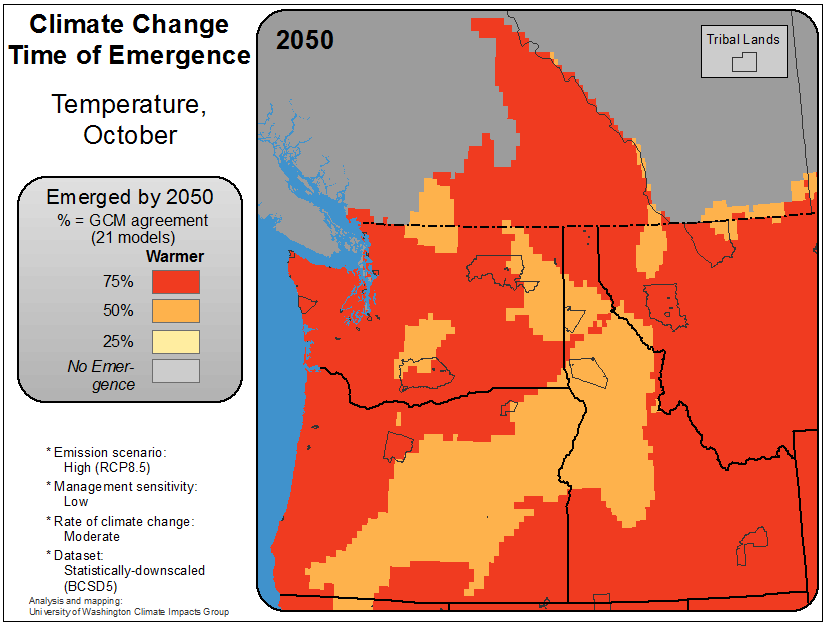 Climate Change
Time of Emergence
Temperature,
October
Emerged by 2050
% = GCM agreement
(21 models)
Warmer
75%
50%
25%
No Emer-
gence
* Emission scenario:
High (RCP8.5)
* Management sensitivity:
Low
* Rate of climate change:
Moderate
* Dataset:
Statistically-downscaled
(BCSD5)
Analysis and mapping:
University of Washington Climate Impacts Group
2050
Tribal Lands